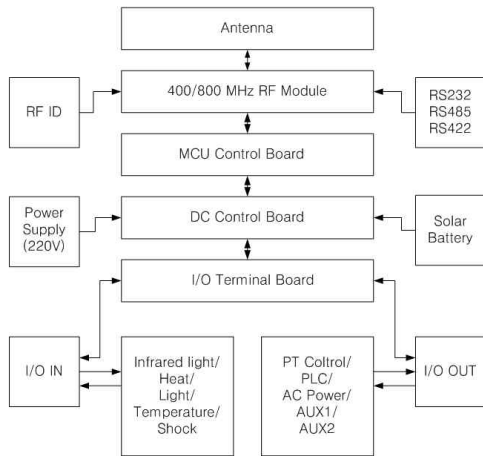 Antenna
RF ID
400/800 MHz RF Module
RS232
RS485
RS422
MCU Control Board
Power
Supply
(220V)
DC Control Board
Solar
Battery
I/O Terminal Board
I/O IN
Infrared light/
Heat/
Light/
Temperature/
Shock
PT Coltrol/
PLC/
AC Power/
AUX1/
AUX2
I/O OUT